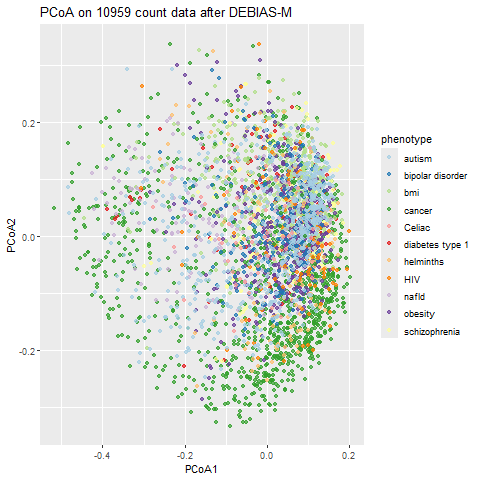 PCoA on 10959 count data after DEBIAS-M
phenotype
autism
bipolar disorder
bmi
cancer
Celiac
diabetes type 1
helminths
HIV
nafld
obesity
schizophrenia
PCoA2
0.2
0.0
-0.2
-0.4
-0.2
0.0
0.2
PCoA1